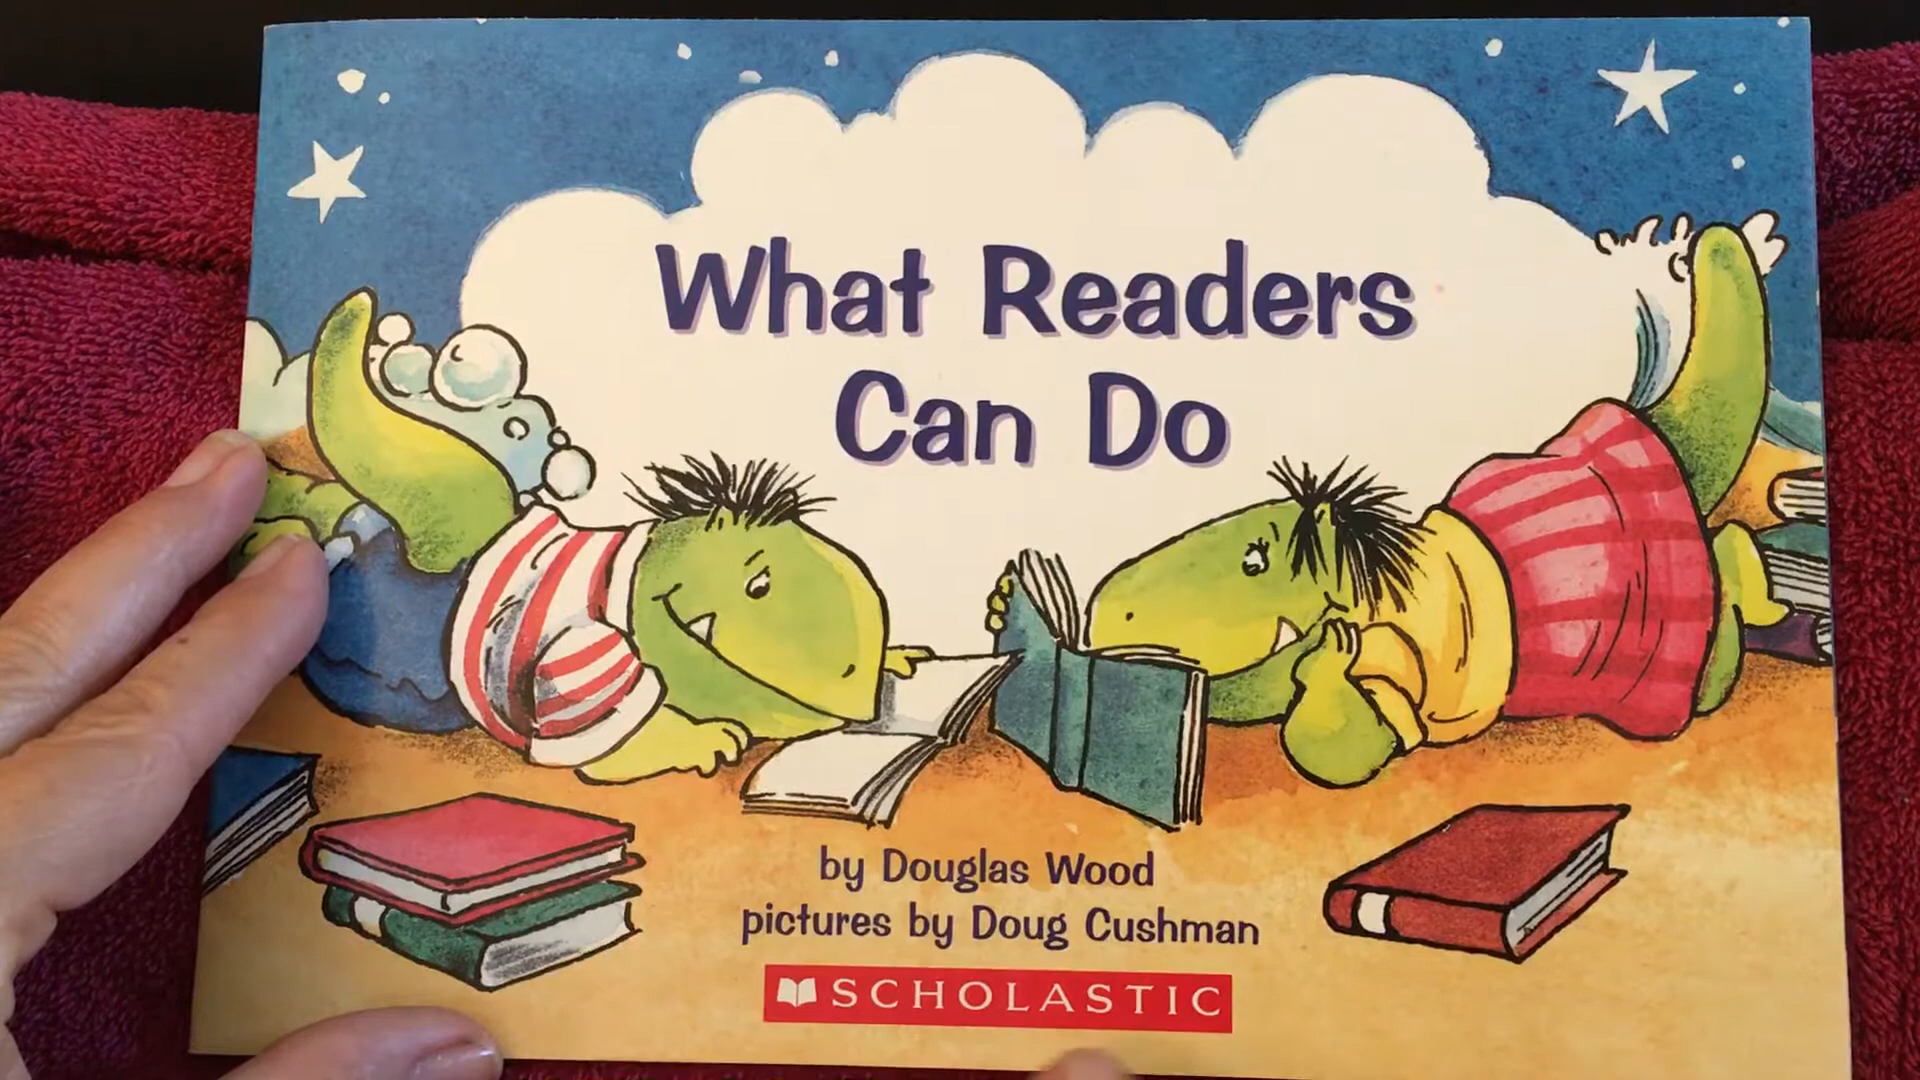 What Readers
Can Do
by Douglas Wood
pictures by Doug Cushman
SCHOLASTIC